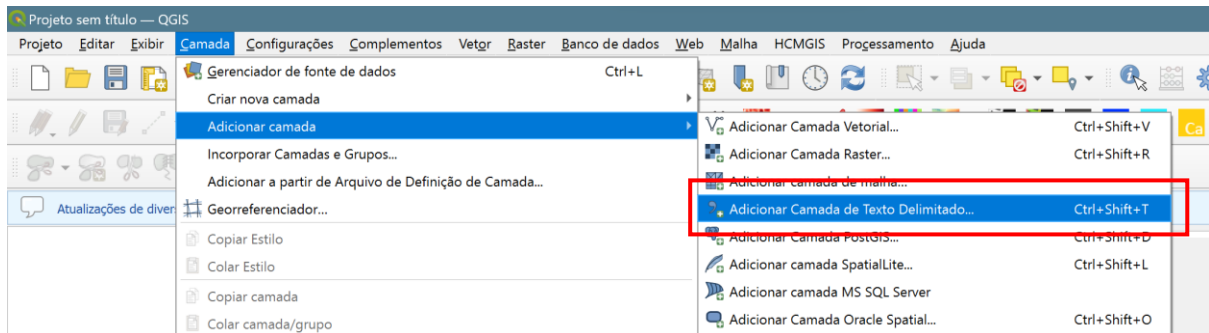 Projeto sem título — QGIS
Projeto Editar Exibir Camada Configurações Complementos Vetor Raster Banco de dados Web Malha HCMGIS Processamento Ajuda
Gerenciador de fonte de dados Ctrl+L
Criar nova camada
Adicionar camada
Incorporar Camadas e Grupos...
Adicionar a partir de Arquivo de Definição de Camada...
Atualizações de diver
Georreferenciador...
Copiar Estilo
Colar Estilo
Copiar camada
Colar camada/grupo
Adicionar Camada Vetorial... Ctrl+Shift+V
Adicionar Camada Raster... Ctrl+Shift+R
Adicionar camada de malha...
Adicionar Camada de Texto Delimitado... Ctrl+Shift+T
Adicionar Camada PostGIS... Ctrl+Shift+D
Adicionar camada SpatialLite... Ctrl+Shift+L
Adicionar camada MS SQL Server
Adicionar Camada Oracle Spatial... Ctrl+Shift+O
Ca